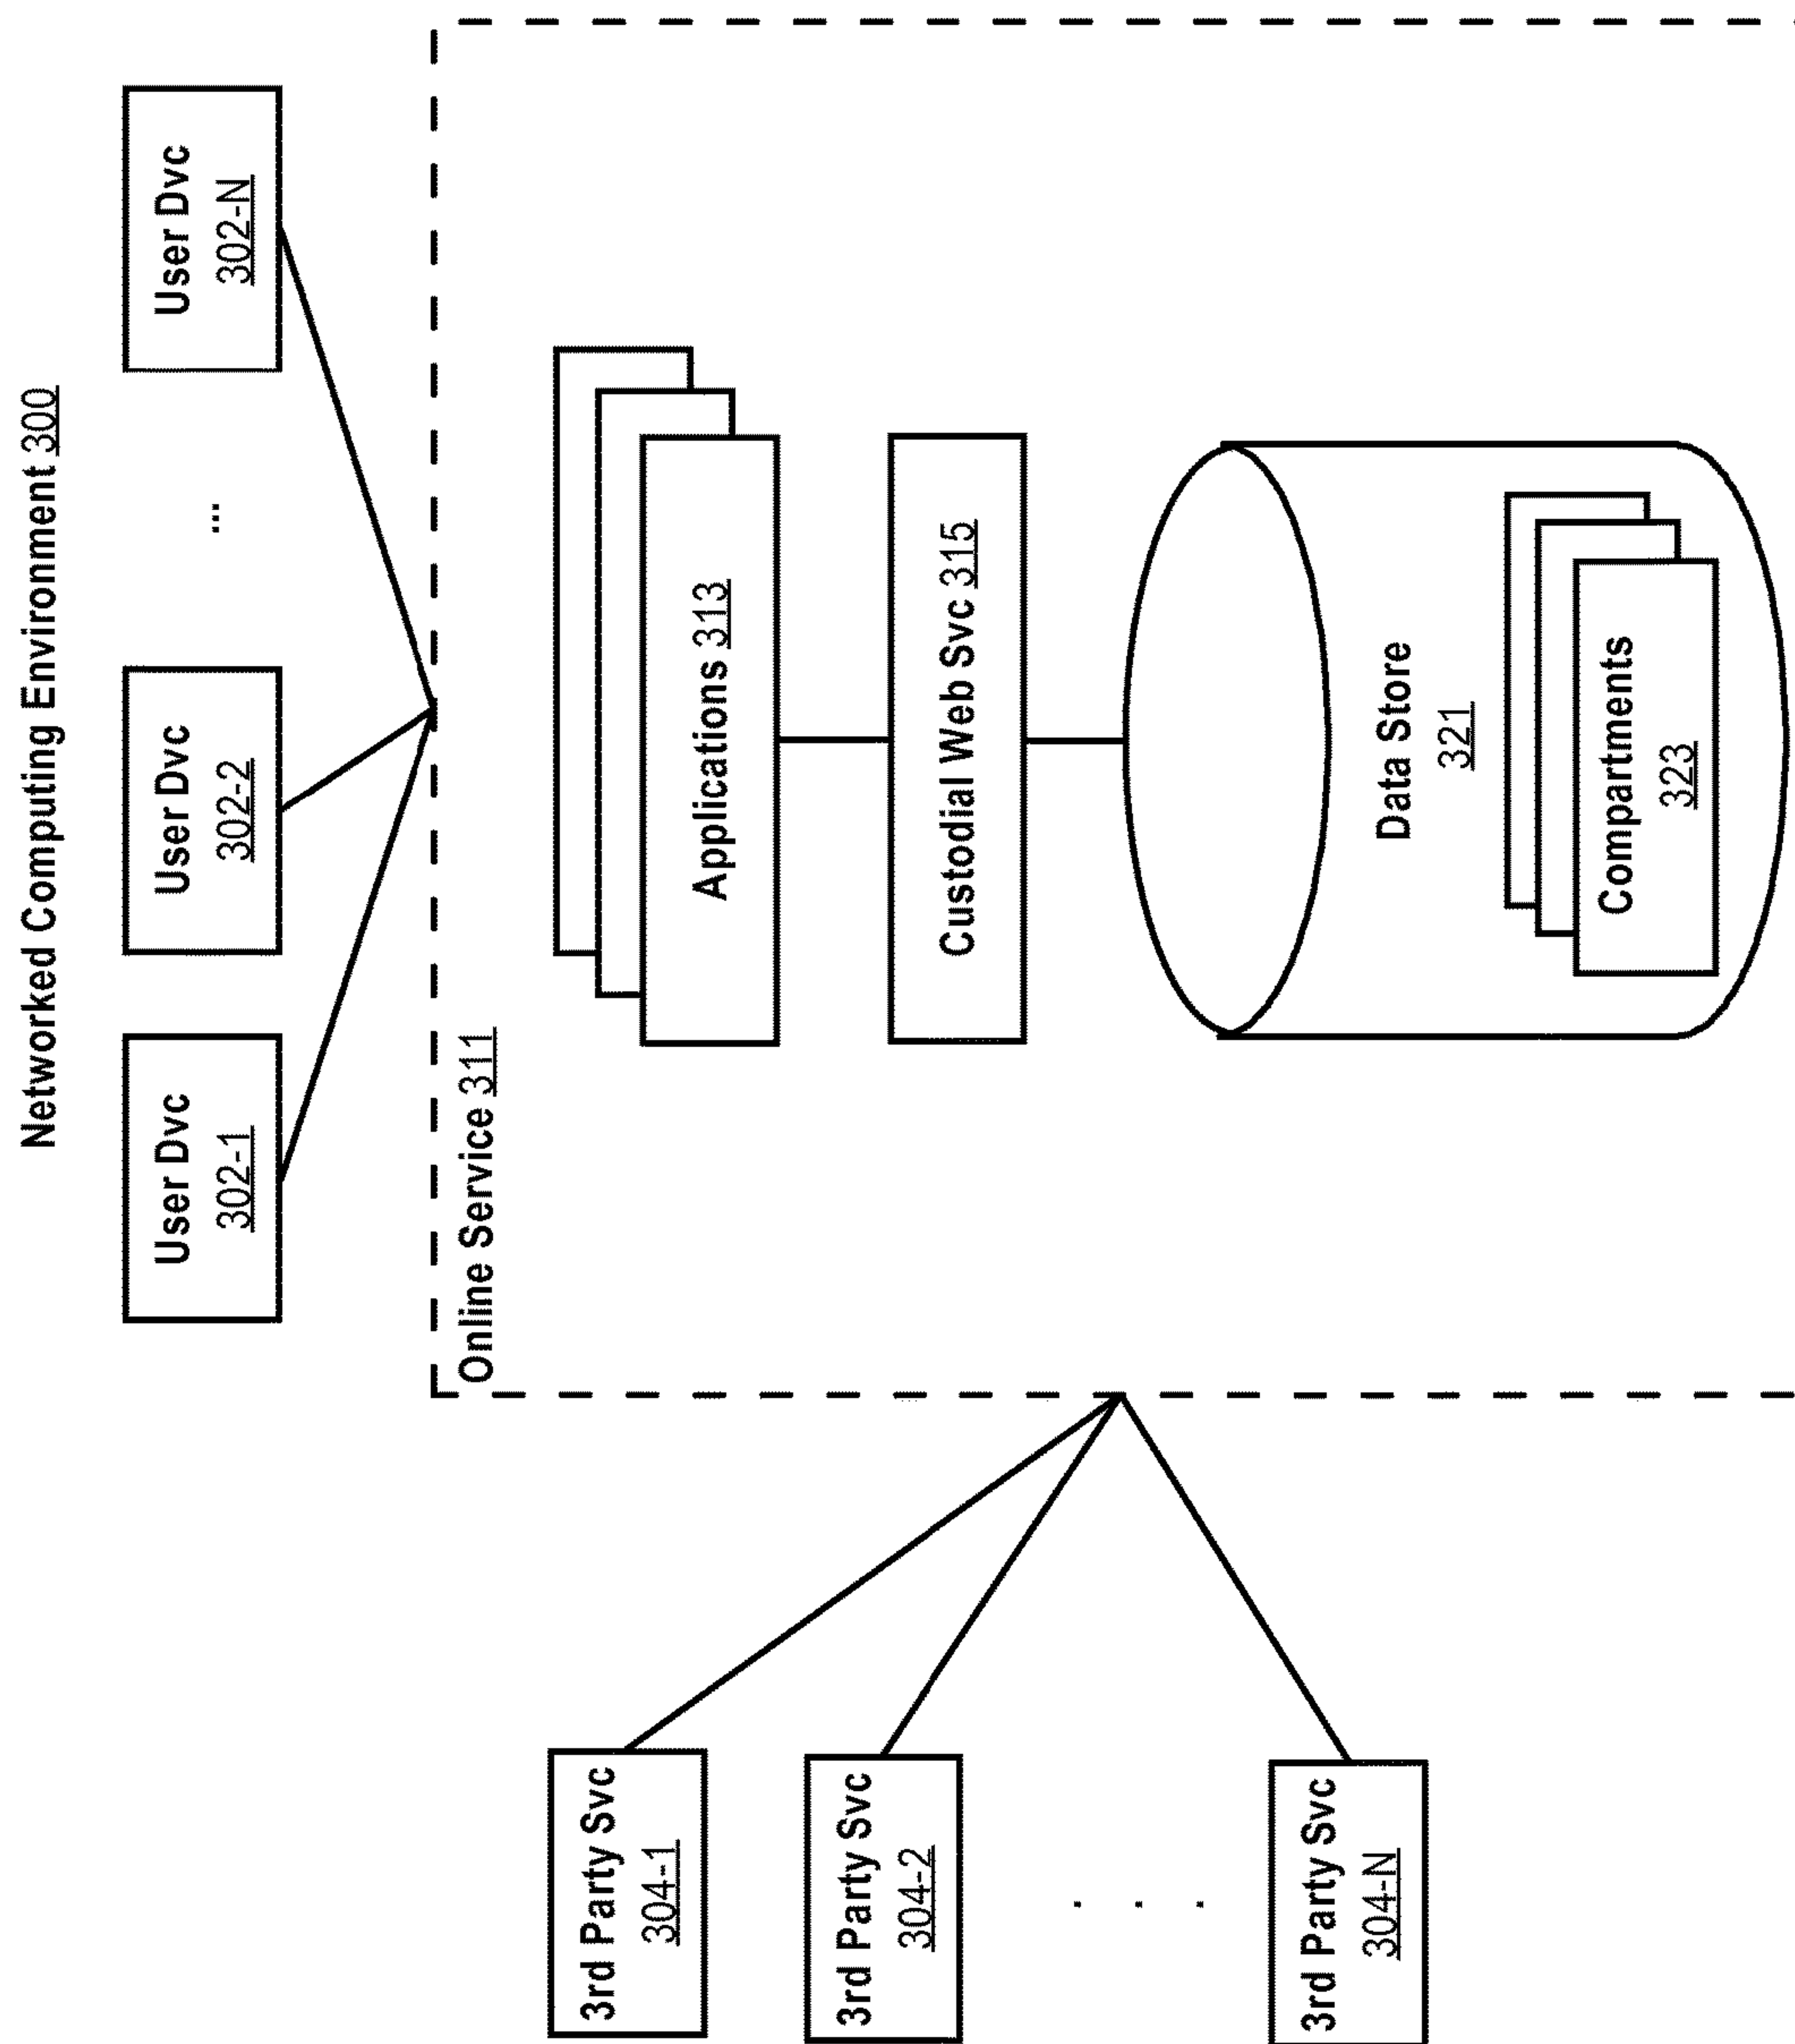 Networked Computing Environment 300
User Dvc
302-1
User Dvc
302-2
...
User Dvc
302-N
Online Service 311
3rd Party Svc
304-1
3rd Party Svc
304-2
. . .
3rd Party Svc
304-N
Applications 313
Custodial Web Svc 315
Data Store
321
Compartments
323